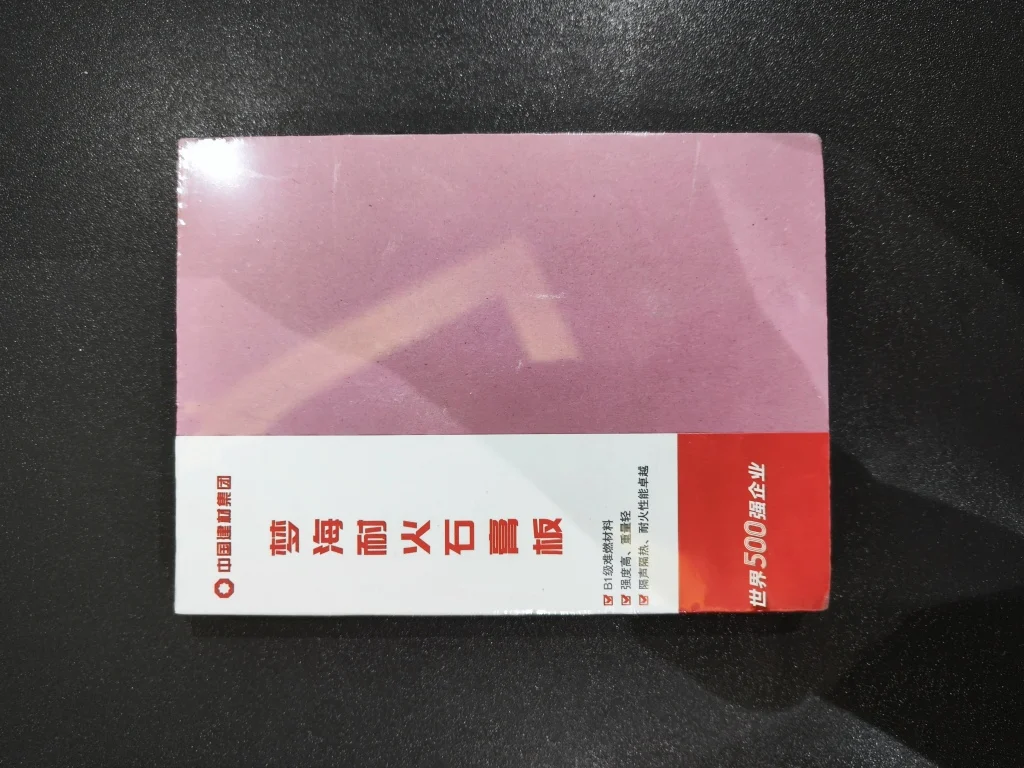 中国建材集团
梦海耐火石膏板
B1级难燃材料
强度高、重量轻
隔声隔热、耐火性能卓越
世界500强企业